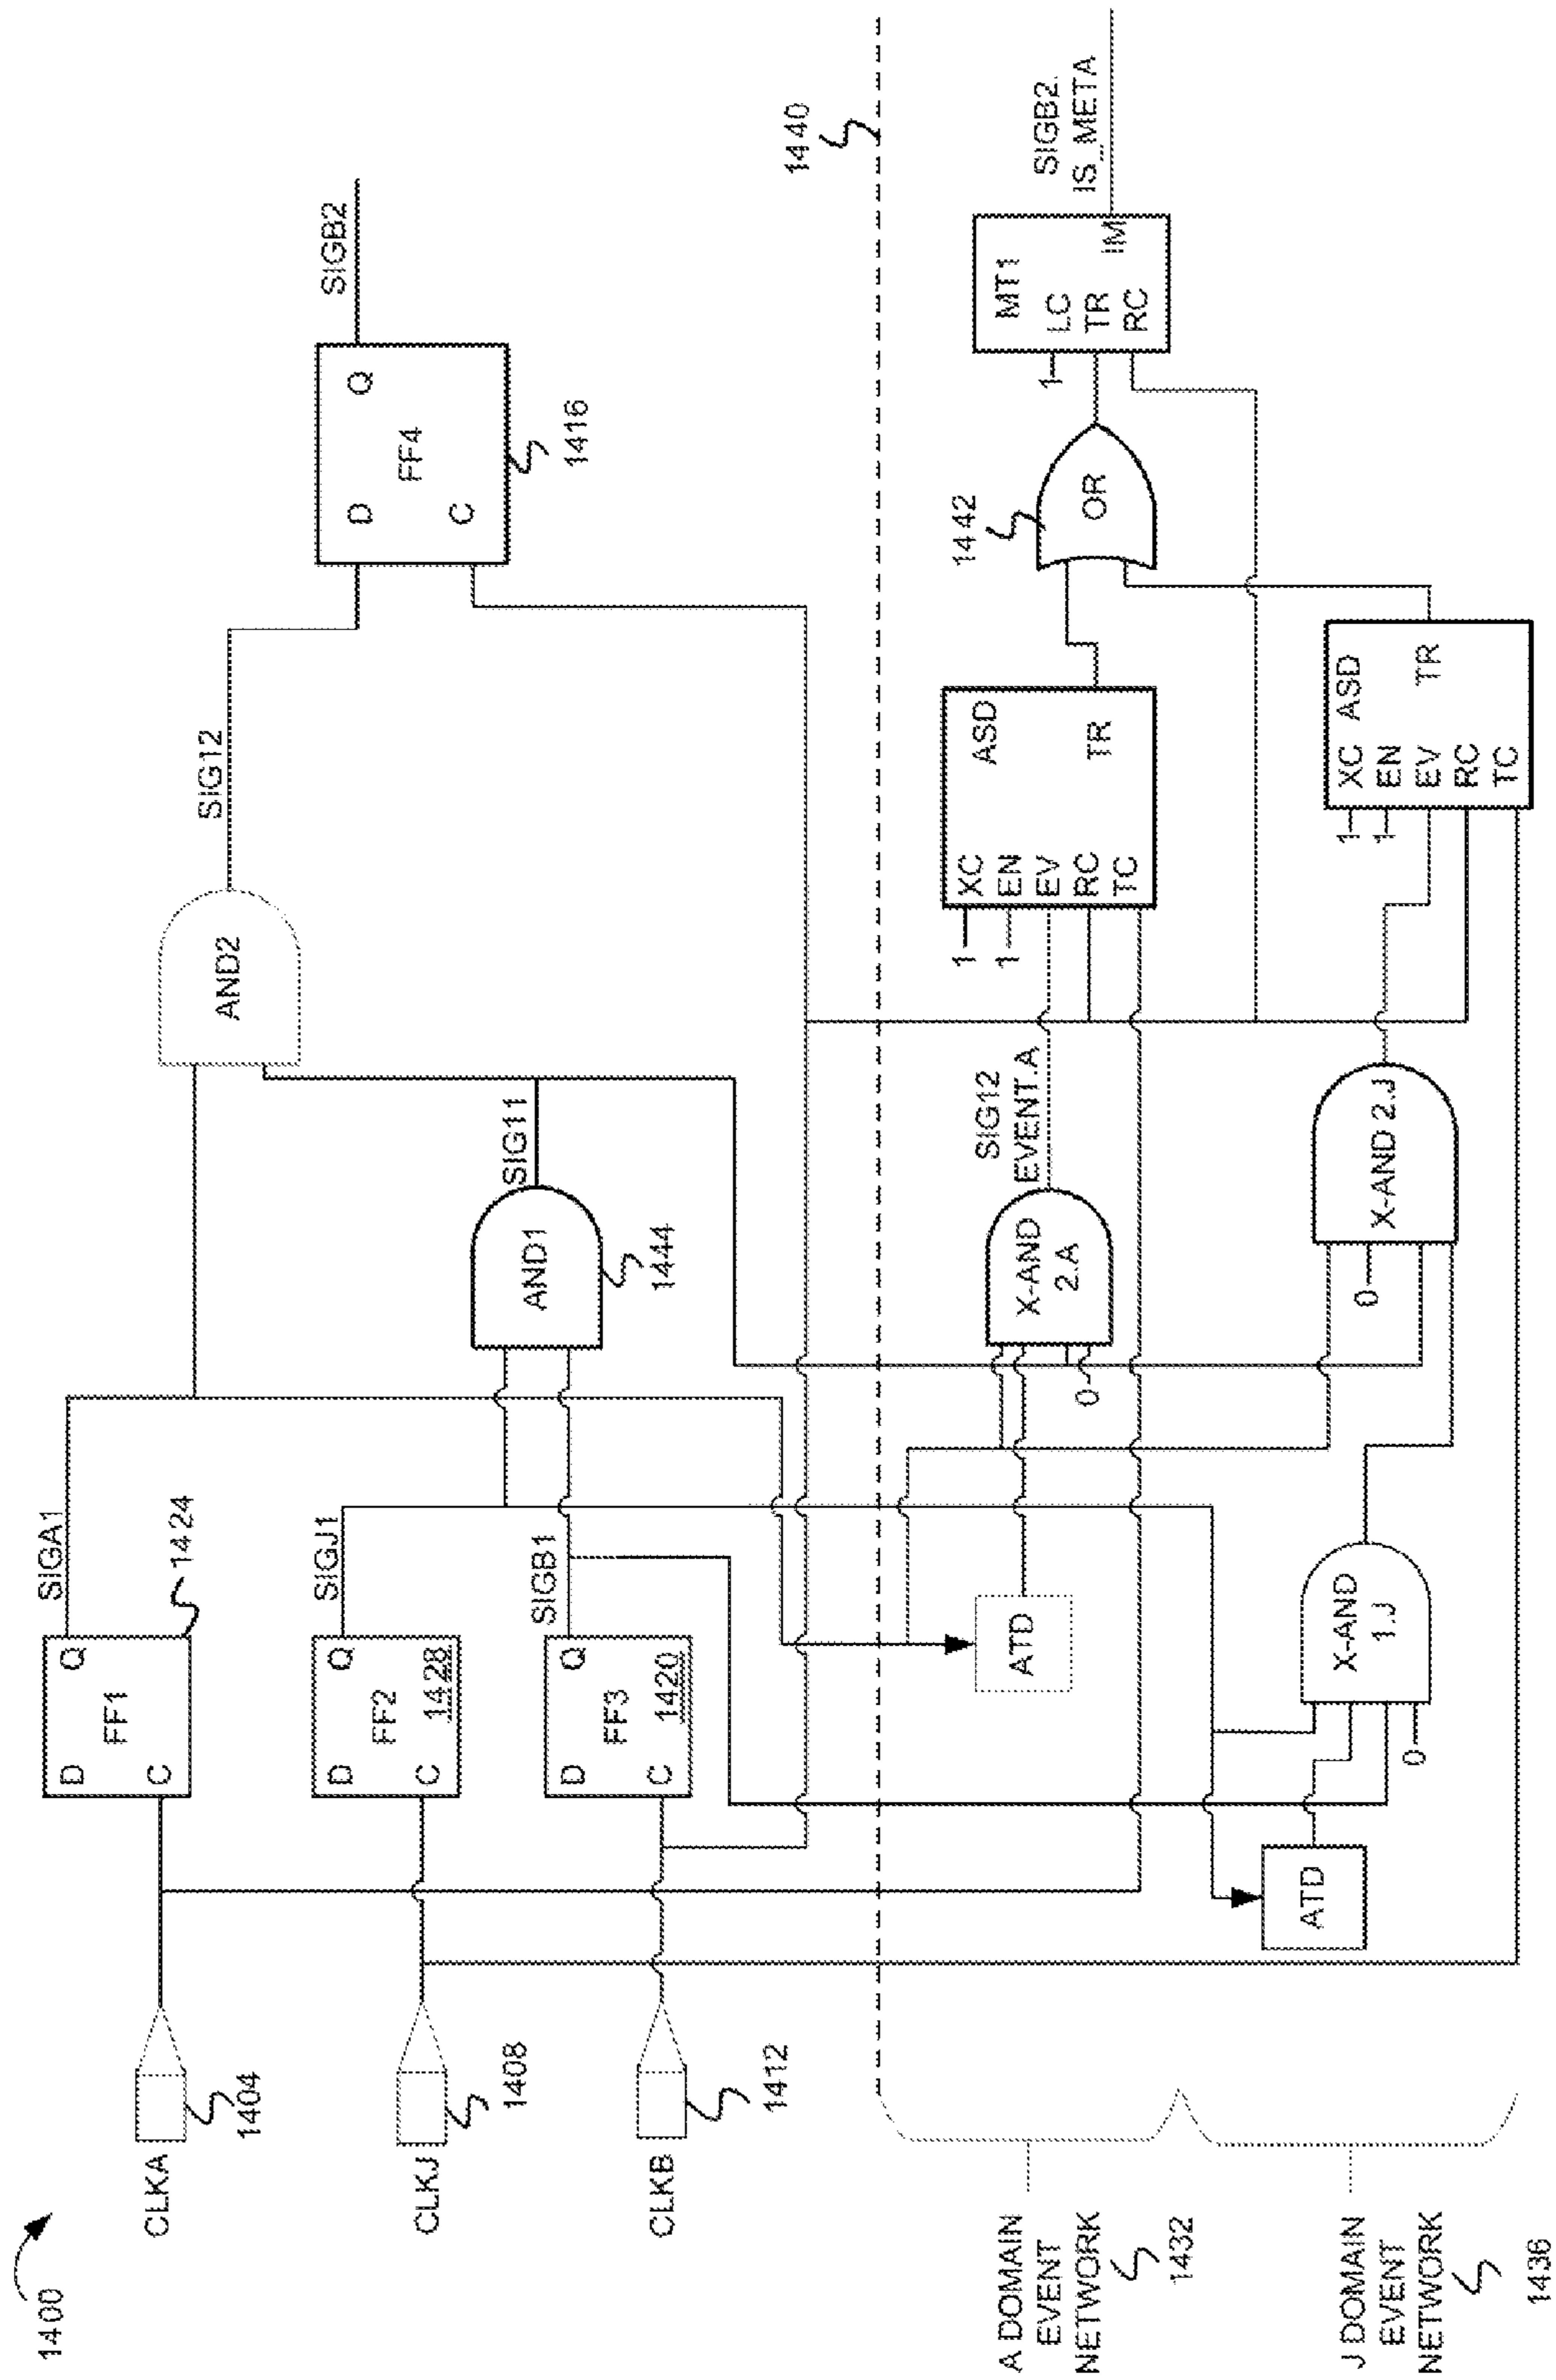 1400
CLKA
1404
CLKJ
1408
CLKB
1412
D
Q
FF1
C
1424
SIGA1
D
Q
FF2
C
1428
SIGJ1
D
Q
FF3
C
1420
SIGB1
AND1
1444
SIG11
AND2
SIG12
D
Q
FF4
C
1416
SIGB2
1440
A DOMAIN
EVENT
NETWORK
1432
ATD
0
X-AND
2.A
SIG12
EVENT.A
1
XC
ASD
1
EN
EV
RC
TR
TC
1442
OR
MT1
1
LC
TR
RC
IM
SIGB2.
IS_META
J DOMAIN
EVENT
NETWORK
1436
ATD
0
X-AND
1.J
0
X-AND 2.J
1
XC
ASD
1
EN
EV
TR
RC
TC